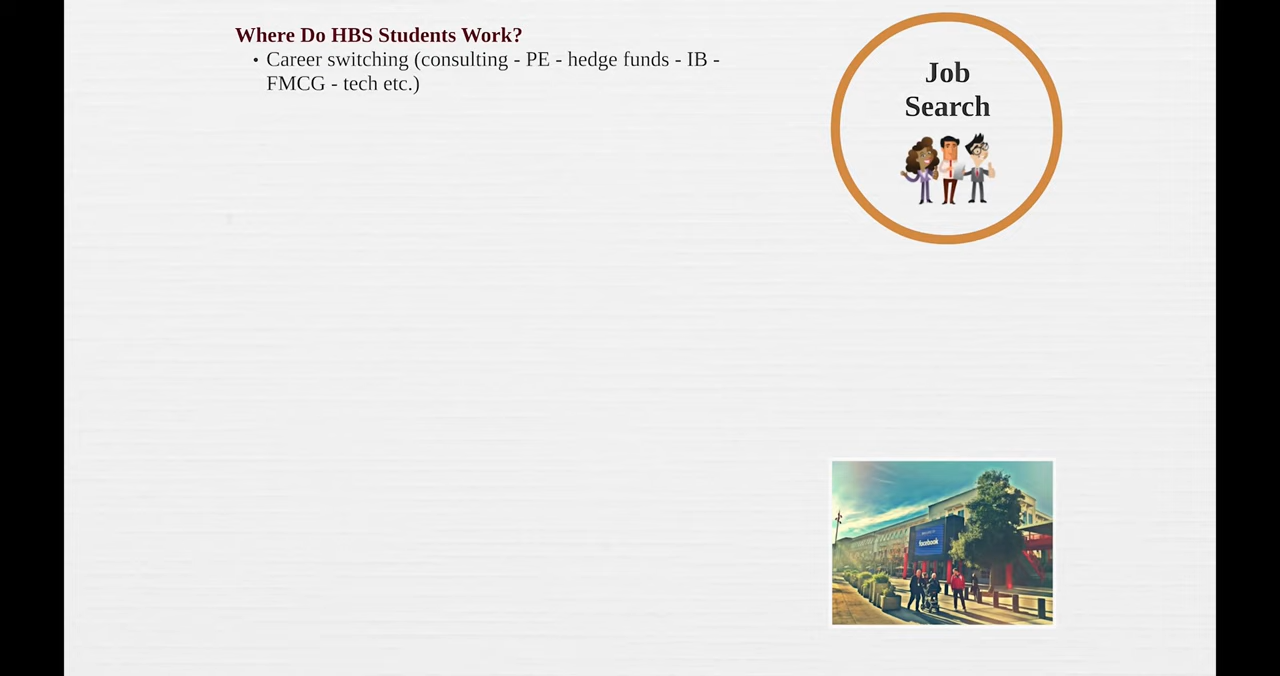 Where Do HBS Students Work?
• Career switching (consulting - PE - hedge funds - IB -
FMCG - tech etc.)
Job
Search
facebook